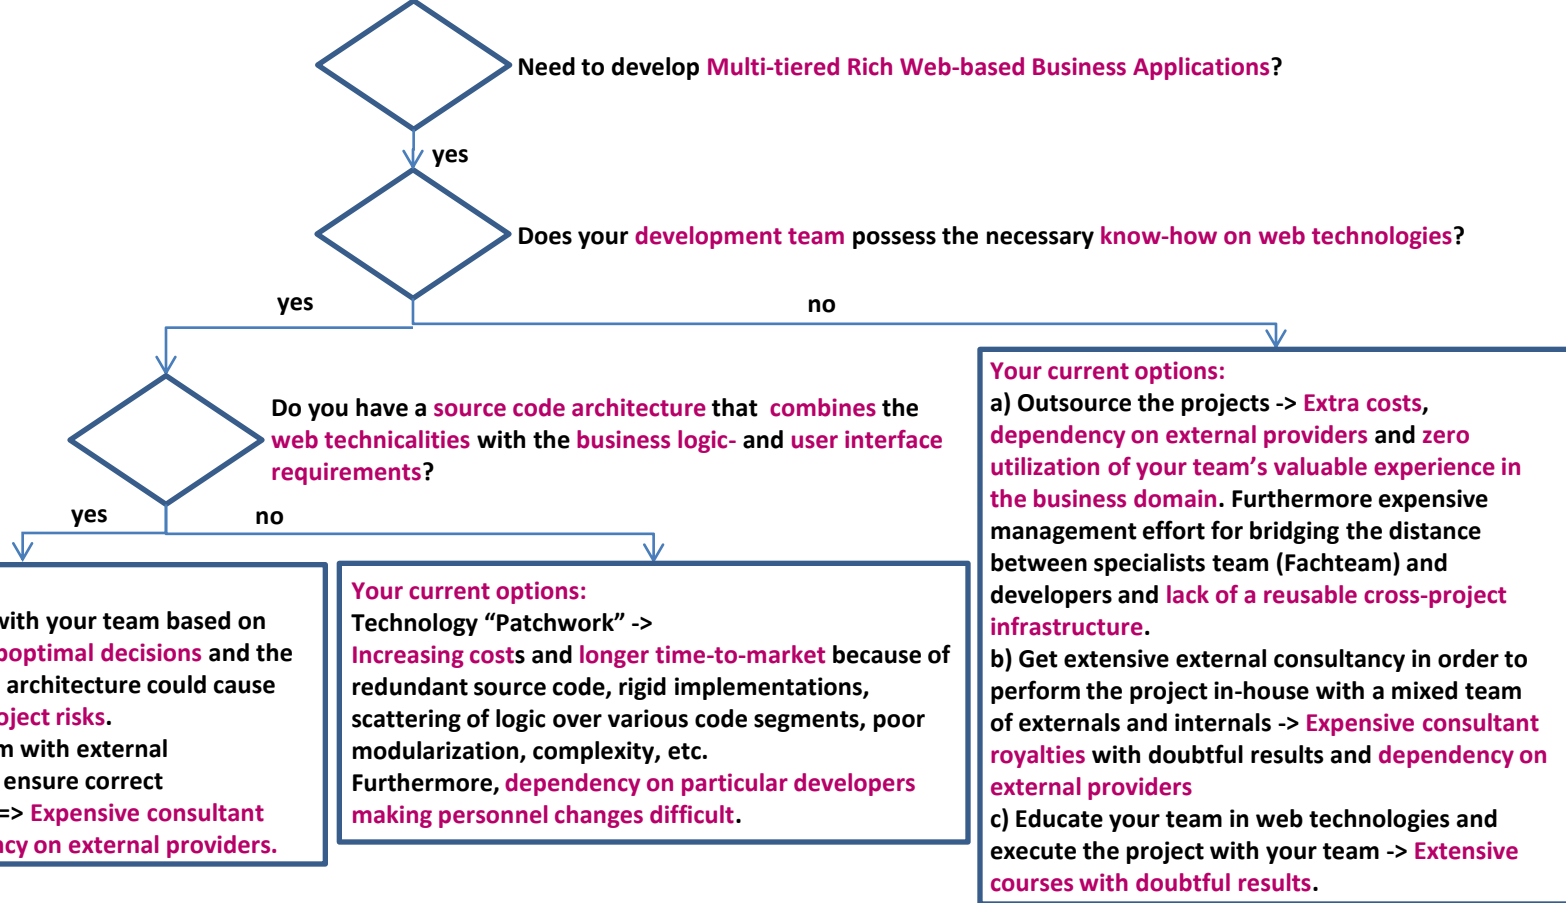 Need to develop Multi-tiered Rich Web-based Business Applications?
yes
Does your development team possess the necessary know-how on web technologies?
yes
no
Do you have a source code architecture that combines the
web technicalities with the business logic- and user interface
requirements?
yes
no
with your team based on
optimal decisions and the
architecture could cause
risks.
with external
ensure correct
=> Expensive consultant
on external providers.
Your current options:
Technology “Patchwork” ->
Increasing costs and longer time-to-market because of
redundant source code, rigid implementations,
scattering of logic over various code segments, poor
modularization, complexity, etc.
Furthermore, dependency on particular developers
making personnel changes difficult.
Your current options:
a) Outsource the projects -> Extra costs,
dependency on external providers and zero
utilization of your team’s valuable experience in
the business domain. Furthermore expensive
management effort for bridging the distance
between specialists team (Fachteam) and
developers and lack of a reusable cross-project
infrastructure.
b) Get extensive external consultancy in order to
perform the project in-house with a mixed team
of externals and internals -> Expensive consultant
royalties with doubtful results and dependency on
external providers
c) Educate your team in web technologies and
execute the project with your team -> Extensive
courses with doubtful results.